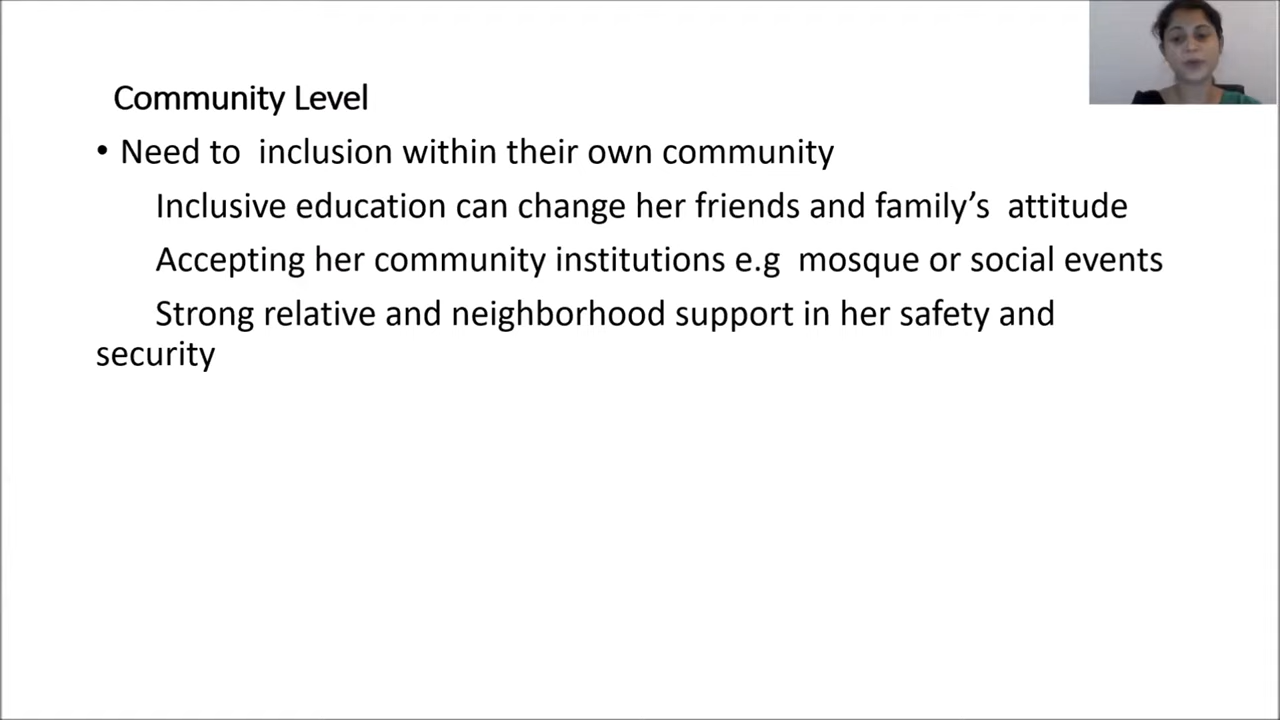 Community Level
• Need to  inclusion within their own community
Inclusive education can change her friends and family’s  attitude
Accepting her community institutions e.g  mosque or social events
Strong relative and neighborhood support in her safety and
security